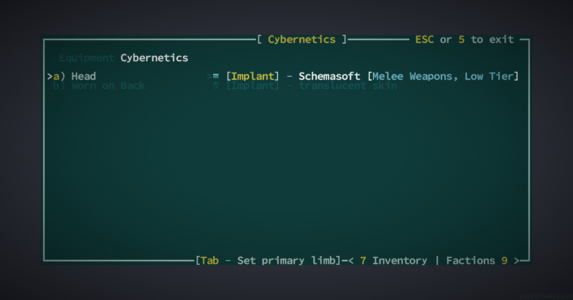 [ Cybernetics ] ESC or 5 to exit
Equipment Cybernetics
>a) Head = [Implant] - Schemasoft [Melee Weapons, Low Tier]
b) Worn on Back = [Implant] - translucent skin
[Tab - Set primary limb] < 7 Inventory | Factions 9 >